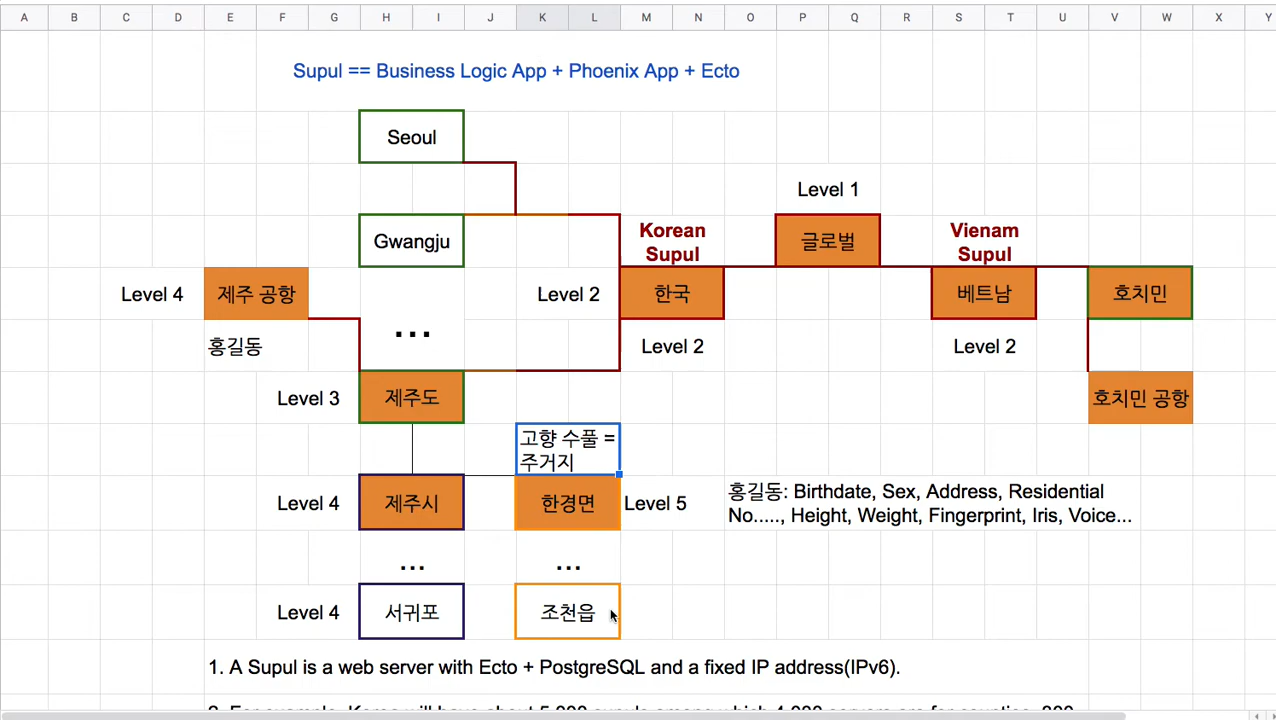 A B C D E F G H I J K L M N O P Q R S T U V W X Y
Supul == Business Logic App + Phoenix App + Ecto
Seoul
Level 1
Gwangju
Korean
Supul
글로벌
Vienam
Supul
Level 4
제주 공항
Level 2
한국
베트남
호치민
홍길동
...
Level 2
Level 2
Level 3
제주도
호치민 공항
고향 수풀 =
주거지
Level 4
제주시
한경면
Level 5
홍길동: Birthdate, Sex, Address, Residential
No....., Height, Weight, Fingerprint, Iris, Voice...
...
...
Level 4
서귀포
조천읍
1. A Supul is a web server with Ecto + PostgreSQL and a fixed IP address(IPv6).